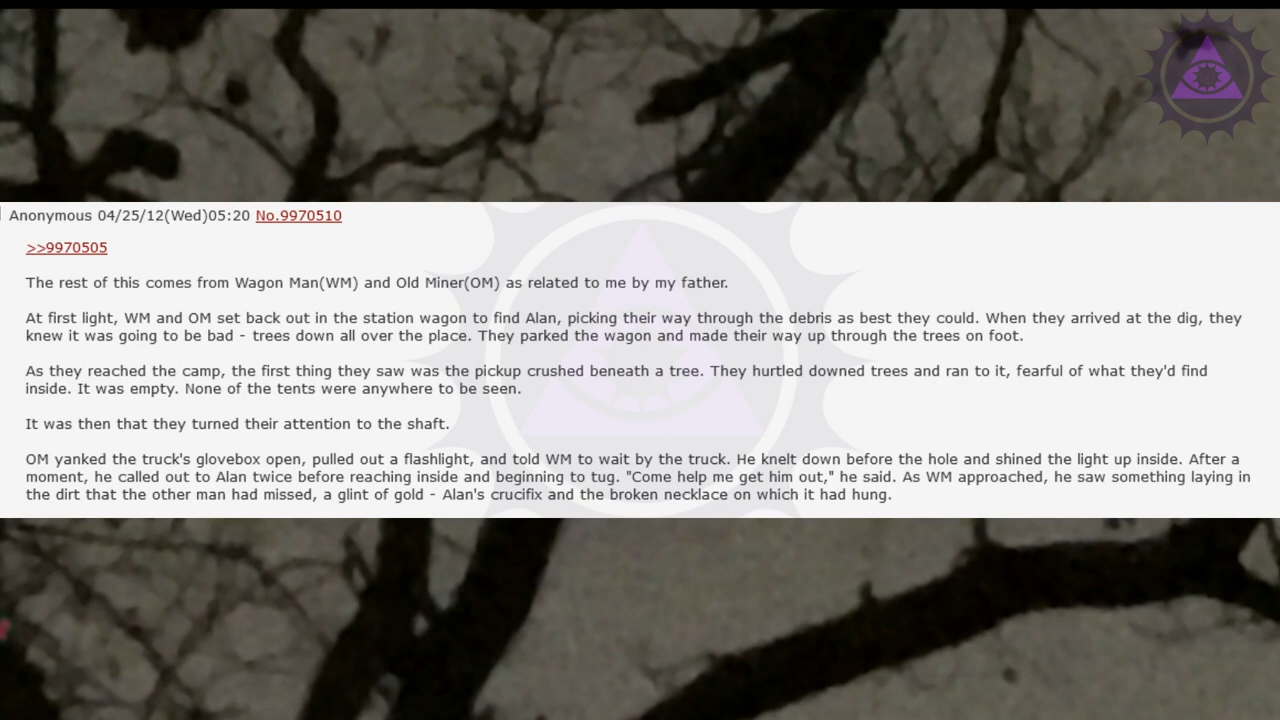 Anonymous 04/25/12(Wed)05:20 No.9970510
>>9970505
The rest of this comes from Wagon Man(WM) and Old Miner(OM) as related to me by my father.
At first light, WM and OM set back out in the station wagon to find Alan, picking their way through the debris as best they could. When they arrived at the dig, they
knew it was going to be bad - trees down all over the place. They parked the wagon and made their way up through the trees on foot.
As they reached the camp, the first thing they saw was the pickup crushed beneath a tree. They hurtled downed trees and ran to it, fearful of what they'd find
inside. It was empty. None of the tents were anywhere to be seen.
It was then that they turned their attention to the shaft.
OM yanked the truck's glovebox open, pulled out a flashlight, and told WM to wait by the truck. He knelt down before the hole and shined the light up inside. After a
moment, he called out to Alan twice before reaching inside and beginning to tug. "Come help me get him out," he said. As WM approached, he saw something laying in
the dirt that the other man had missed, a glint of gold - Alan's crucifix and the broken necklace on which it had hung.